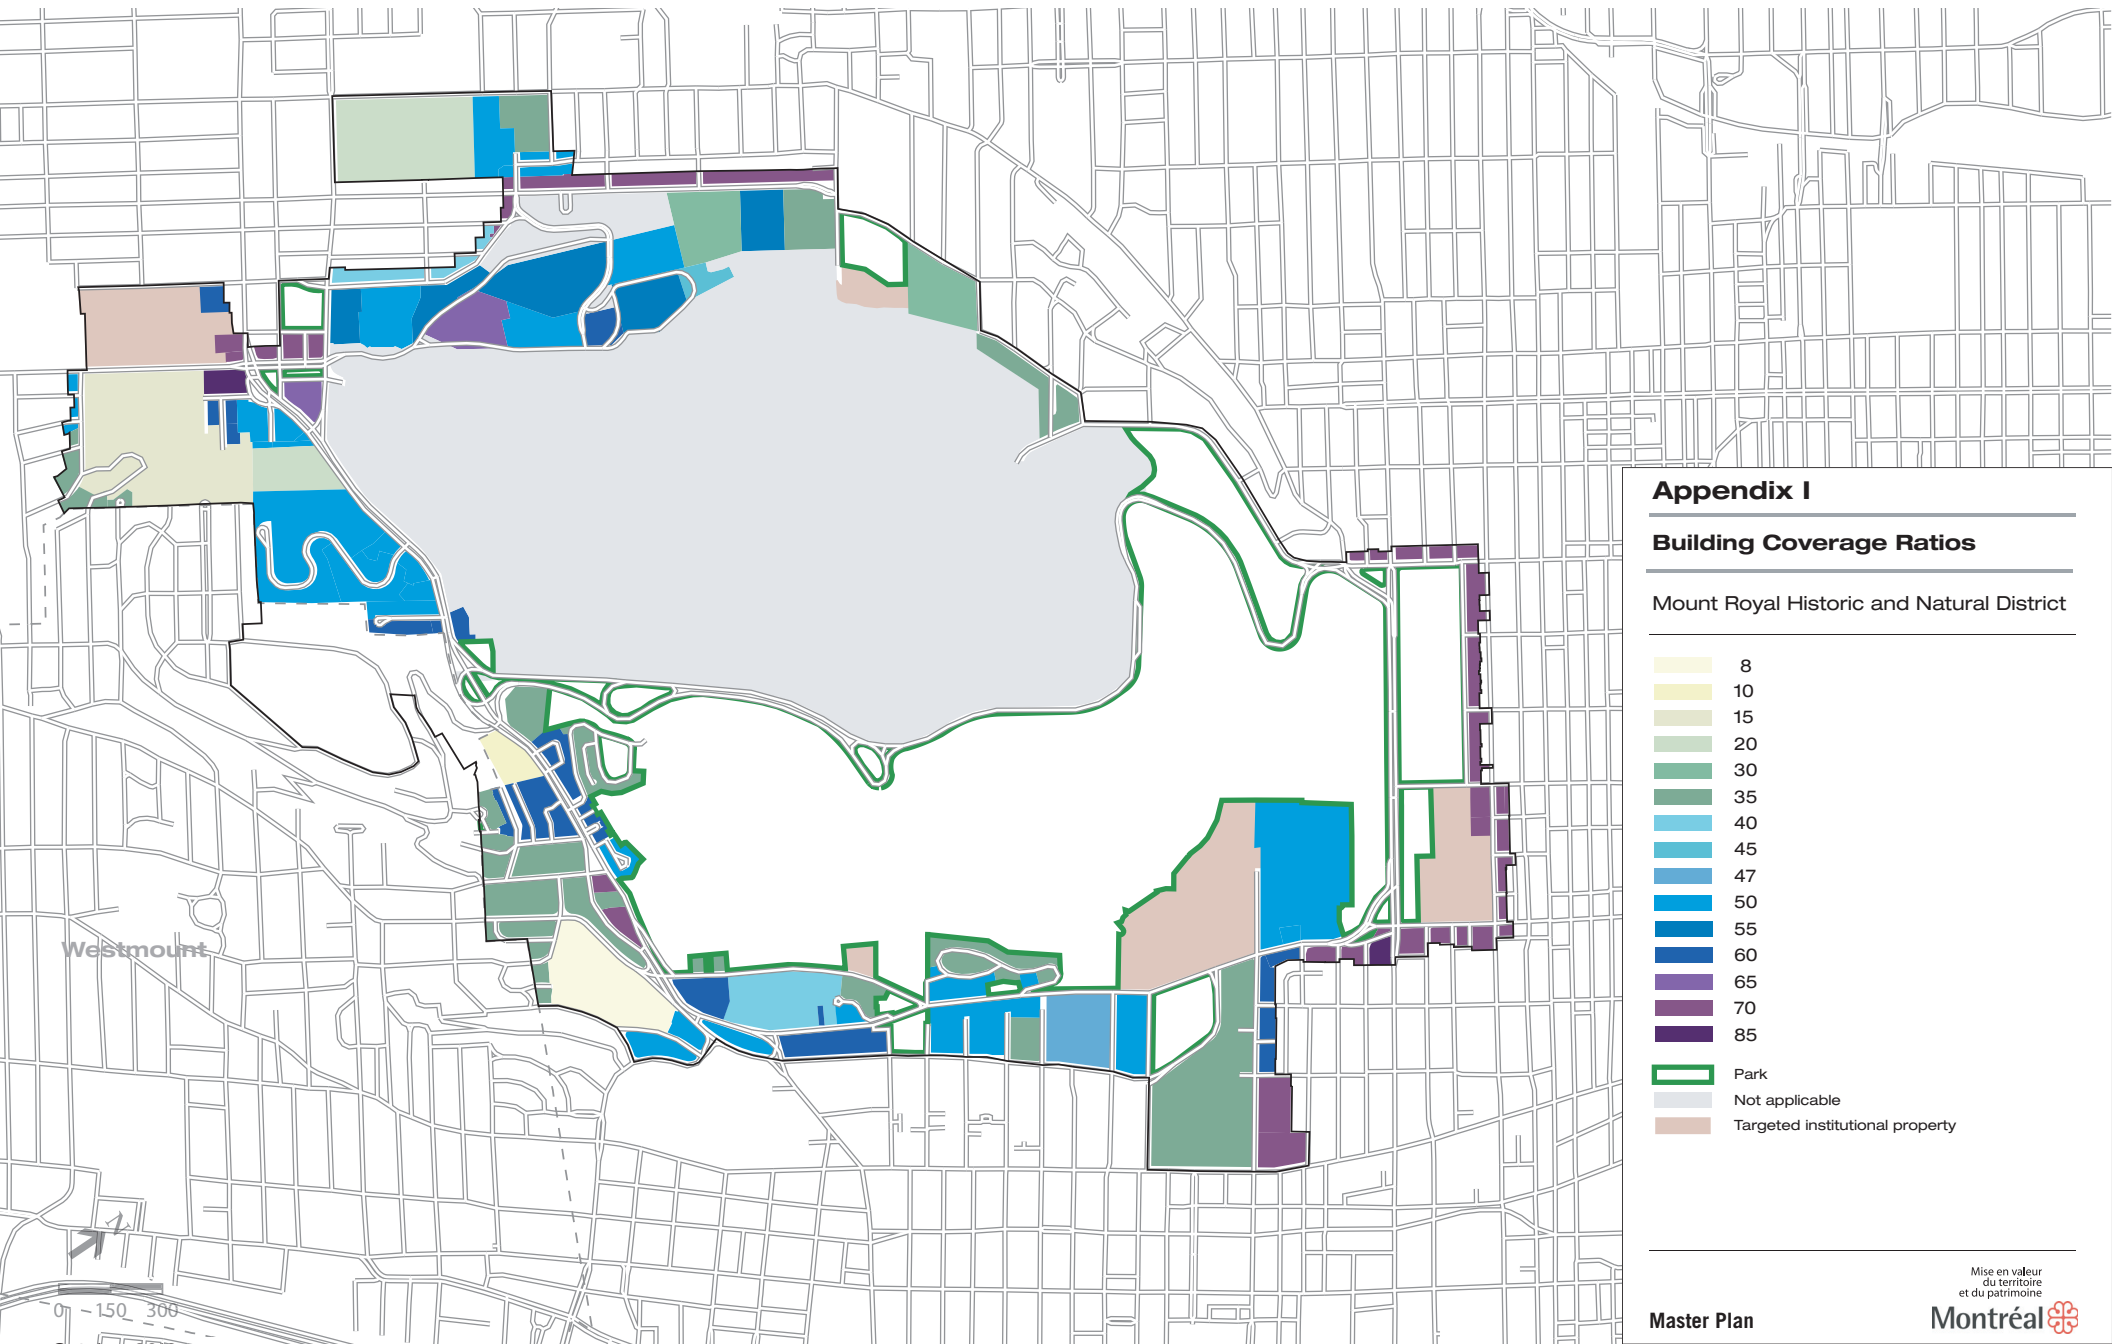 Appendix I
Building Coverage Ratios
Mount Royal Historic and Natural District
8
10
15
20
30
35
40
45
47
50
55
60
65
70
85
Park
Not applicable
Targeted institutional property
Westmount
N
0 150 300
Master Plan
Mise en valeur
du territoire
et du patrimoine
Montréal